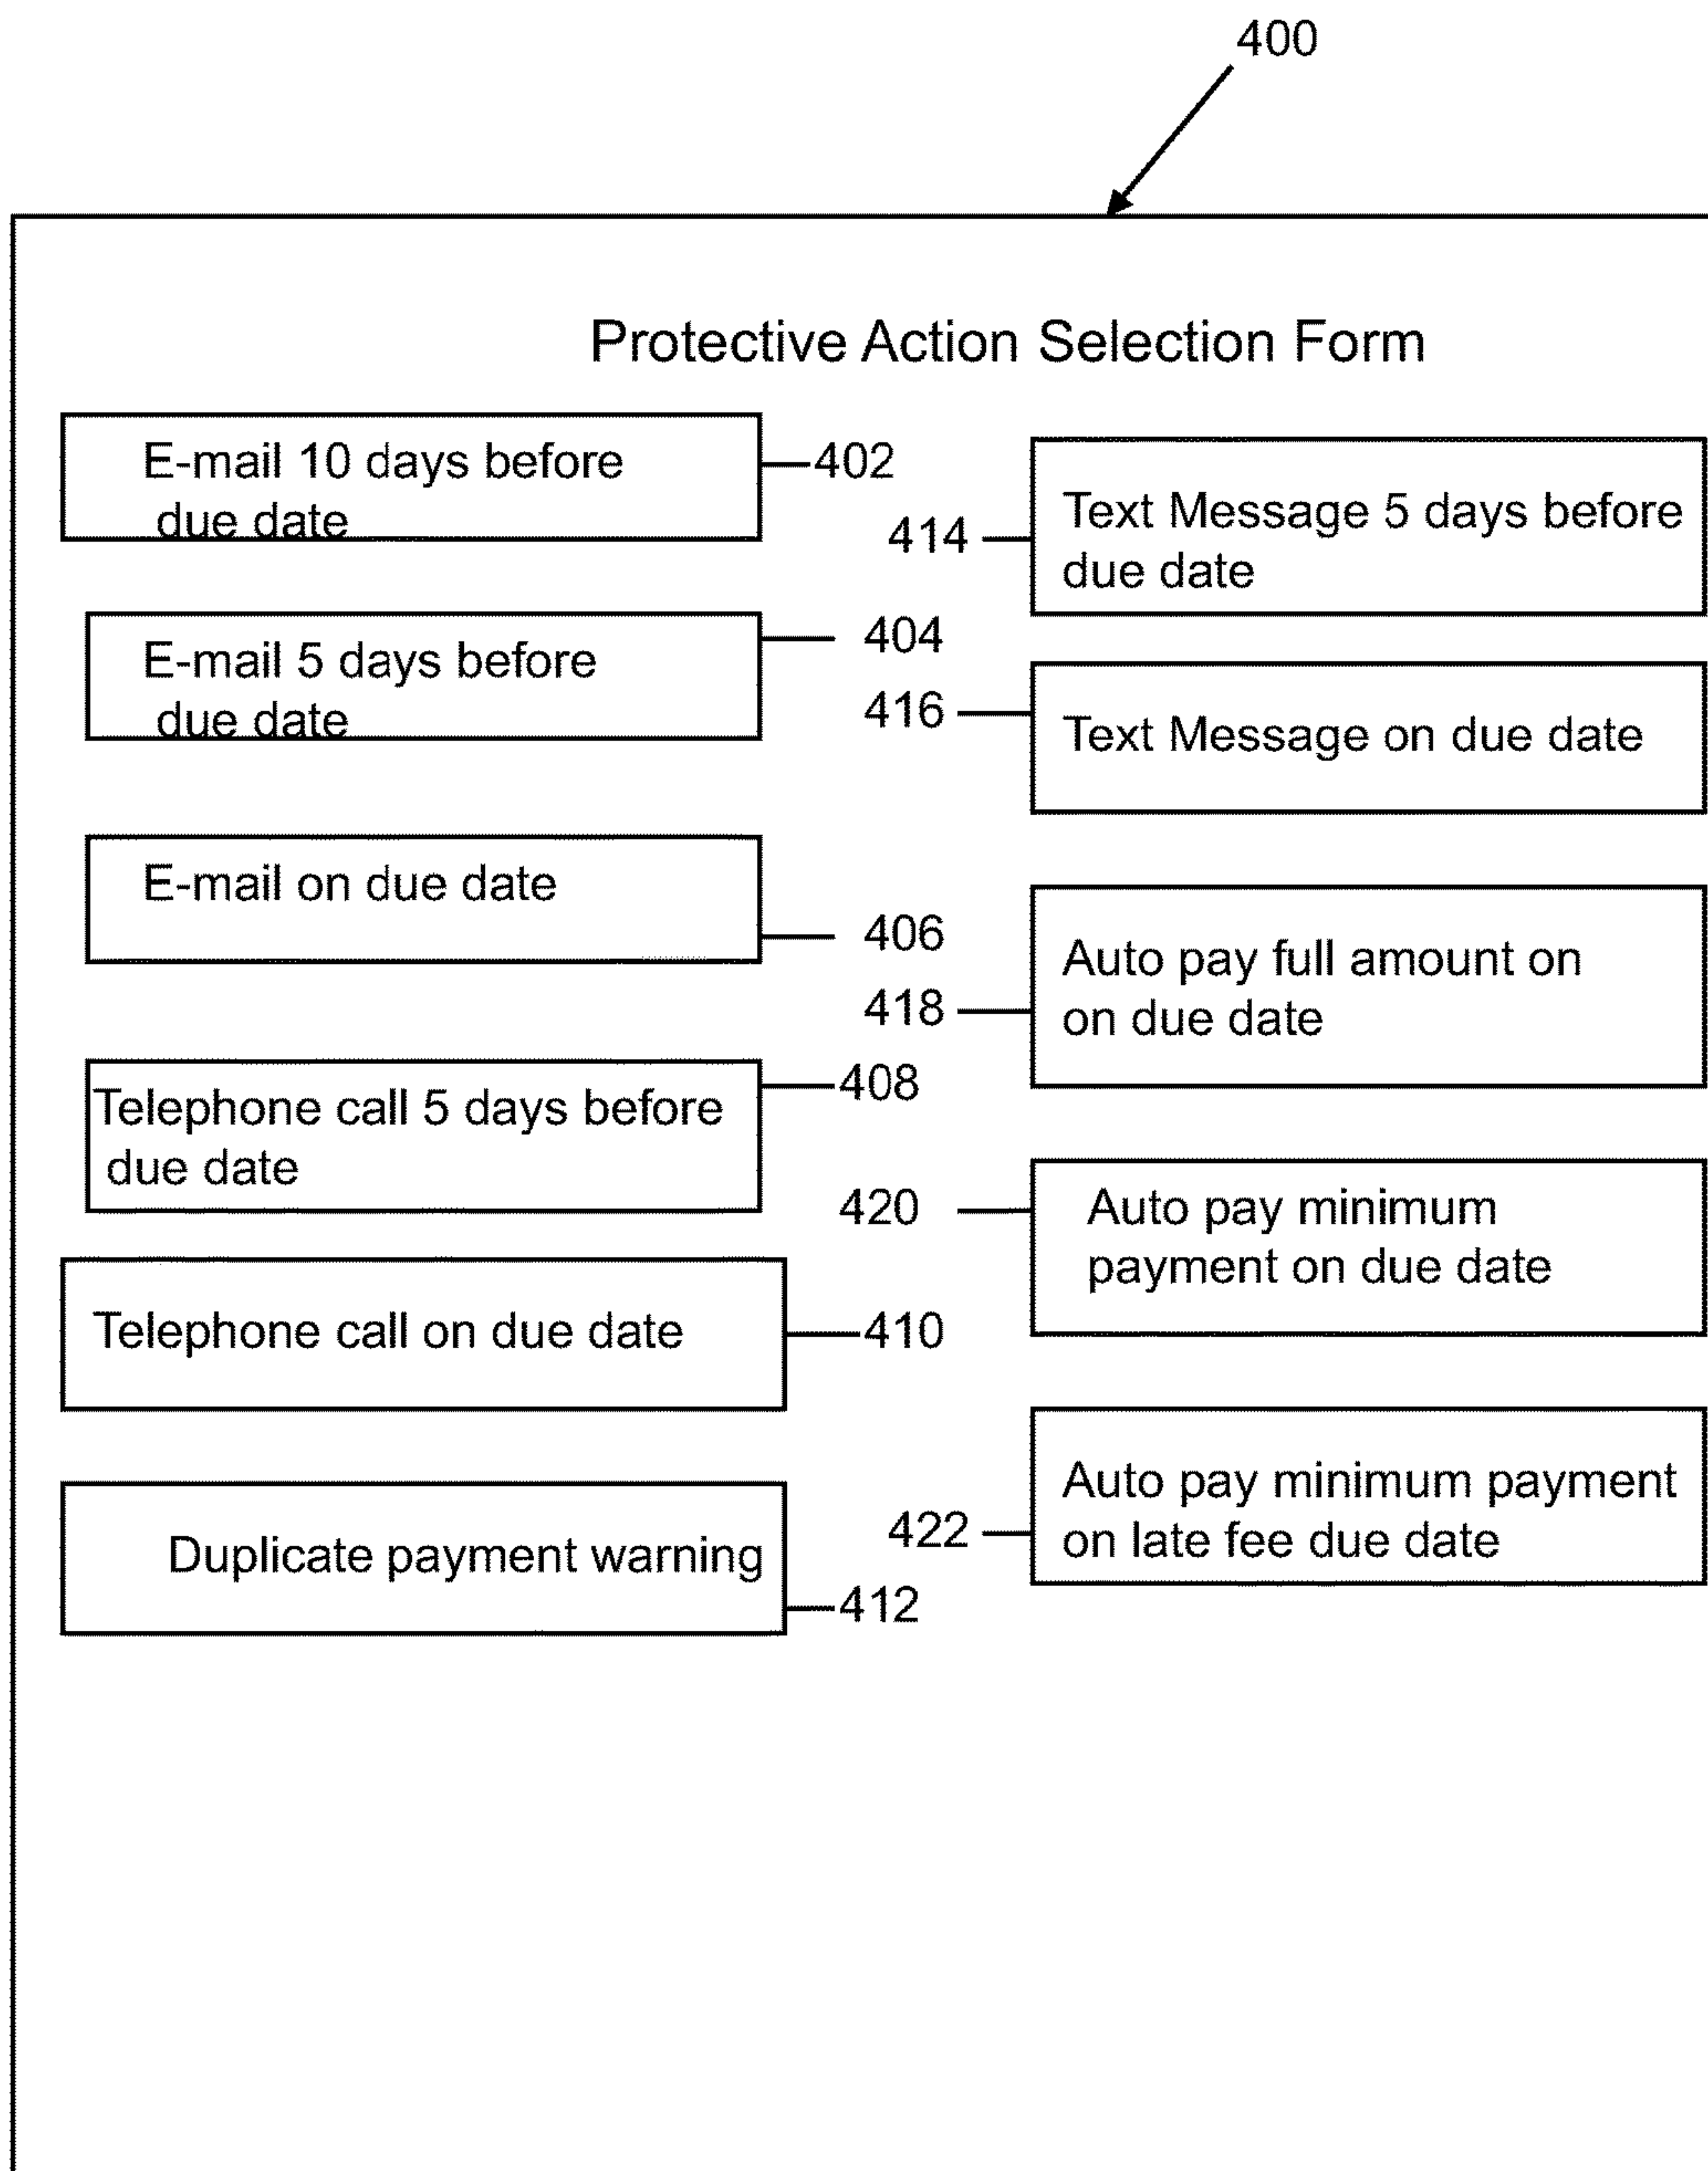 400
Protective Action Selection Form
E-mail 10 days before
due date
402
E-mail 5 days before
due date
404
E-mail on due date
406
Telephone call 5 days before
due date
408
Telephone call on due date
410
Duplicate payment warning
412
414
Text Message 5 days before
due date
416
Text Message on due date
418
Auto pay full amount on
on due date
420
Auto pay minimum
payment on due date
422
Auto pay minimum payment
on late fee due date